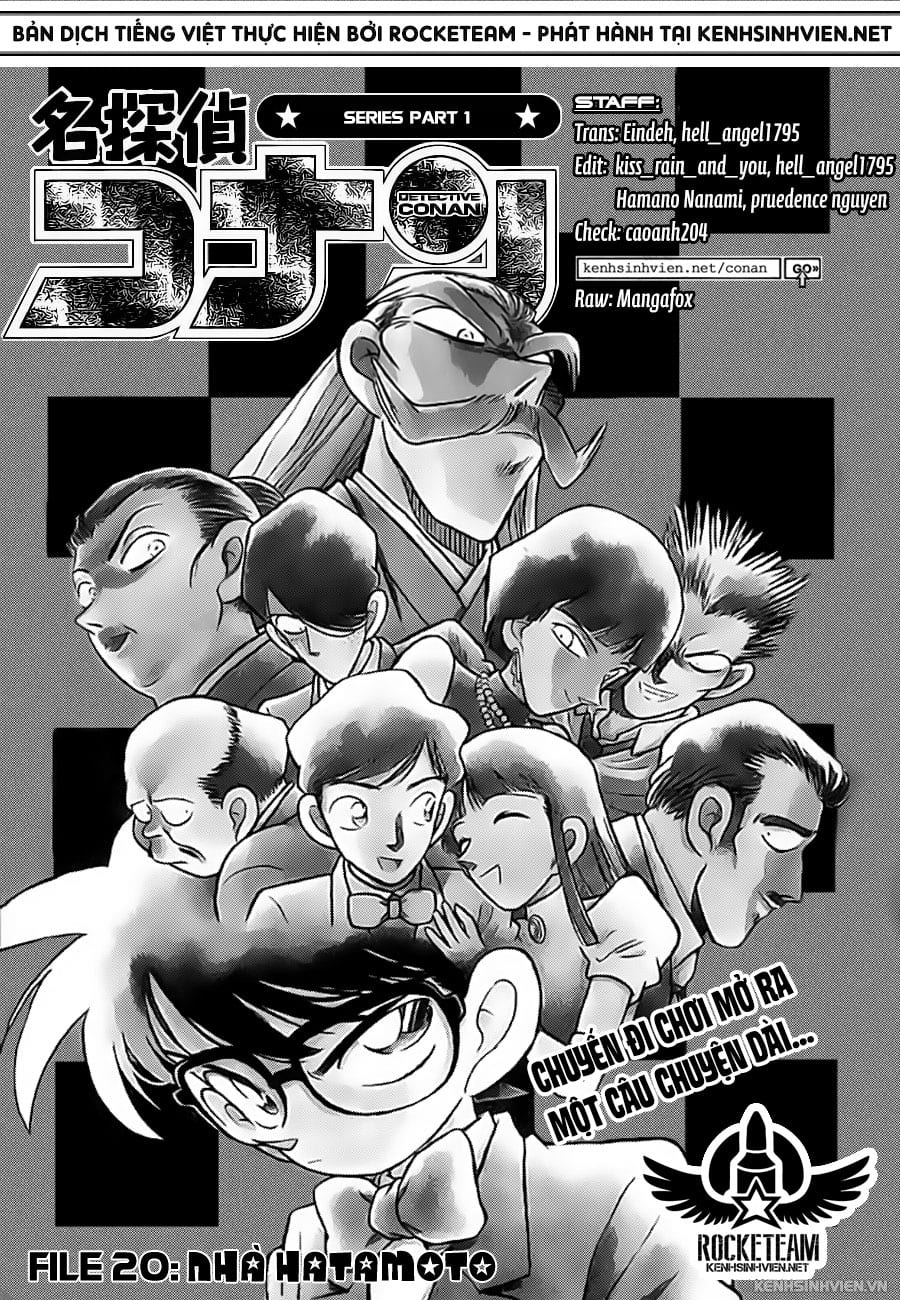 BẢN DỊCH TIẾNG VIỆT THỰC HIỆN BỞI ROCKETEAM - PHÁT HÀNH TẠI KENHSINHVIEN.NET
名探偵
コナン
DETECTIVE
CONAN
SERIES PART 1
STAFF:
Trans: Eindeh, hell_angel1795
Edit: kiss_rain_and_you, hell_angel1795
Hamano Nanami, pruedence nguyen
Check: caoanh204
kenhsinhvien.net/conan GO»
Raw: Mangafox
CHUYẾN ĐI CHƠI MỞ RA
MỘT CÂU CHUYỆN DÀI...
ROCKETEAM
KENHSINHVIEN.NET
FILE 20: NHÀ HATAMOTO
KENHSINHVIEN.VN